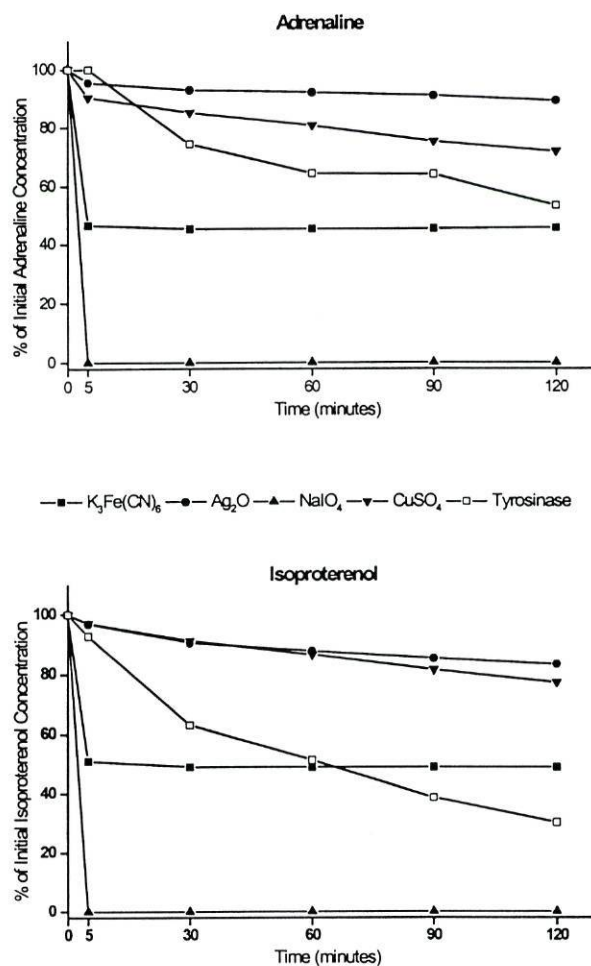 Adrenaline
% of Initial Adrenaline Concentration
100
80
60
40
20
0
0 5 30 60 90 120
Time (minutes)
K₃Fe(CN)₆ Ag₂O NaIO₄ CuSO₄ Tyrosinase
Isoproterenol
% of Initial Isoproterenol Concentration
100
80
60
40
20
0
0 5 30 60 90 120
Time (minutes)